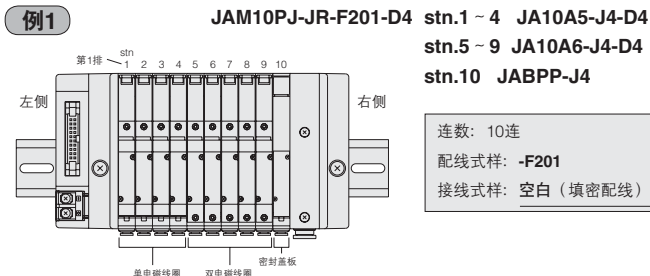 例1
JAM10PJ-JR-F201-D4 stn.1 ~ 4 JA10A5-J4-D4
stn.5 ~ 9 JA10A6-J4-D4
stn.10 JABPP-J4
stn
第1排
1 2 3 4 5 6 7 8 9 10
左侧
右侧
连数: 10连
配线式样: -F201
接线式样: 空白（填密配线）
单电磁线圈
双电磁线圈
密封盖板